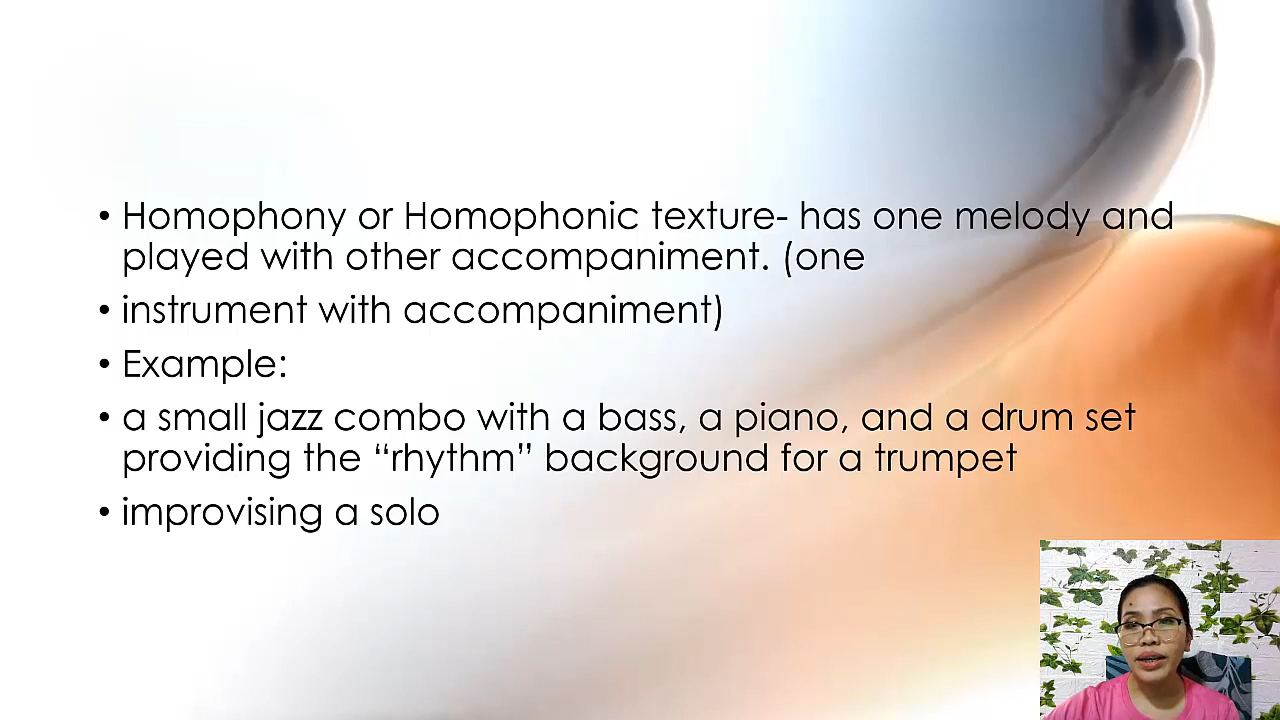 • Homophony or Homophonic texture- has one melody and
played with other accompaniment. (one
• instrument with accompaniment)
• Example:
• a small jazz combo with a bass, a piano, and a drum set
providing the “rhythm” background for a trumpet
• improvising a solo